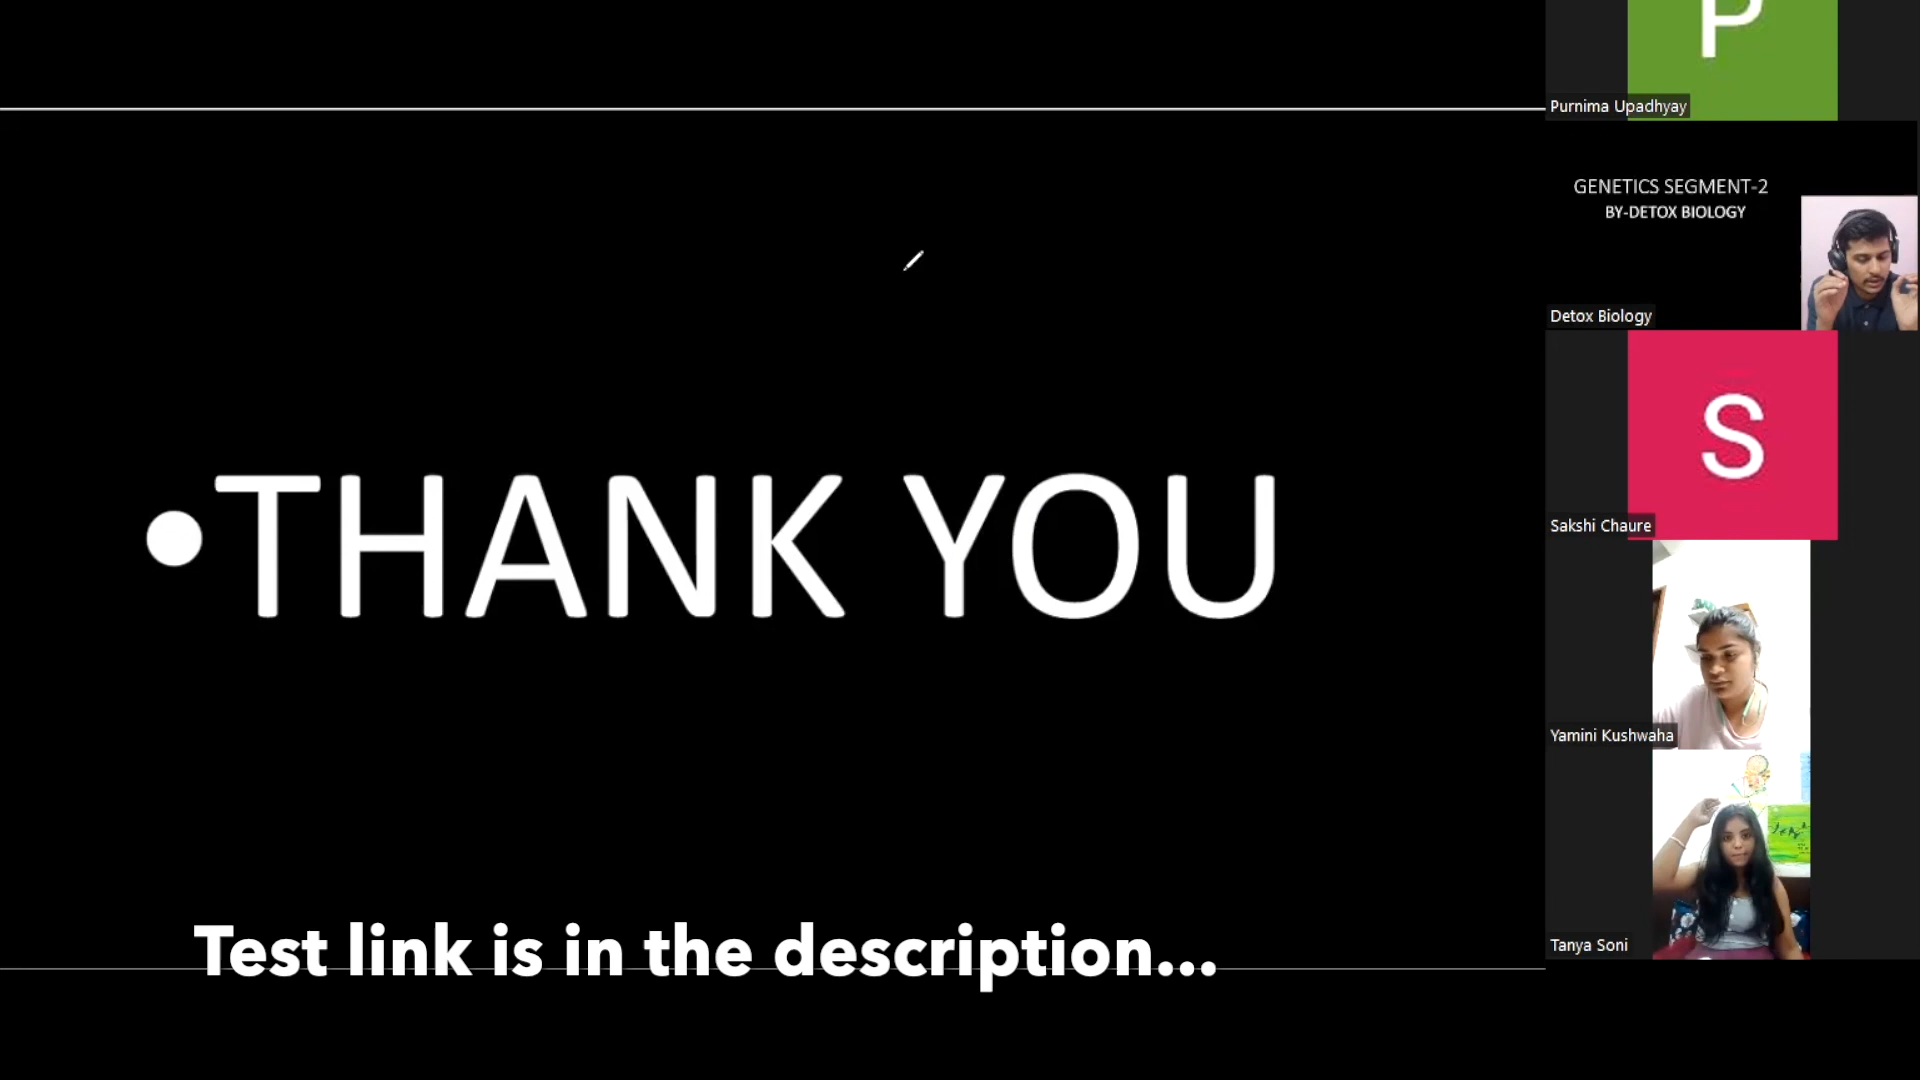 P
Purnima Upadhyay
GENETICS SEGMENT-2
BY-DETOX BIOLOGY
Detox Biology
S
Sakshi Chaure
•THANK YOU
Yamini Kushwaha
Tanya Soni
Test link is in the description...